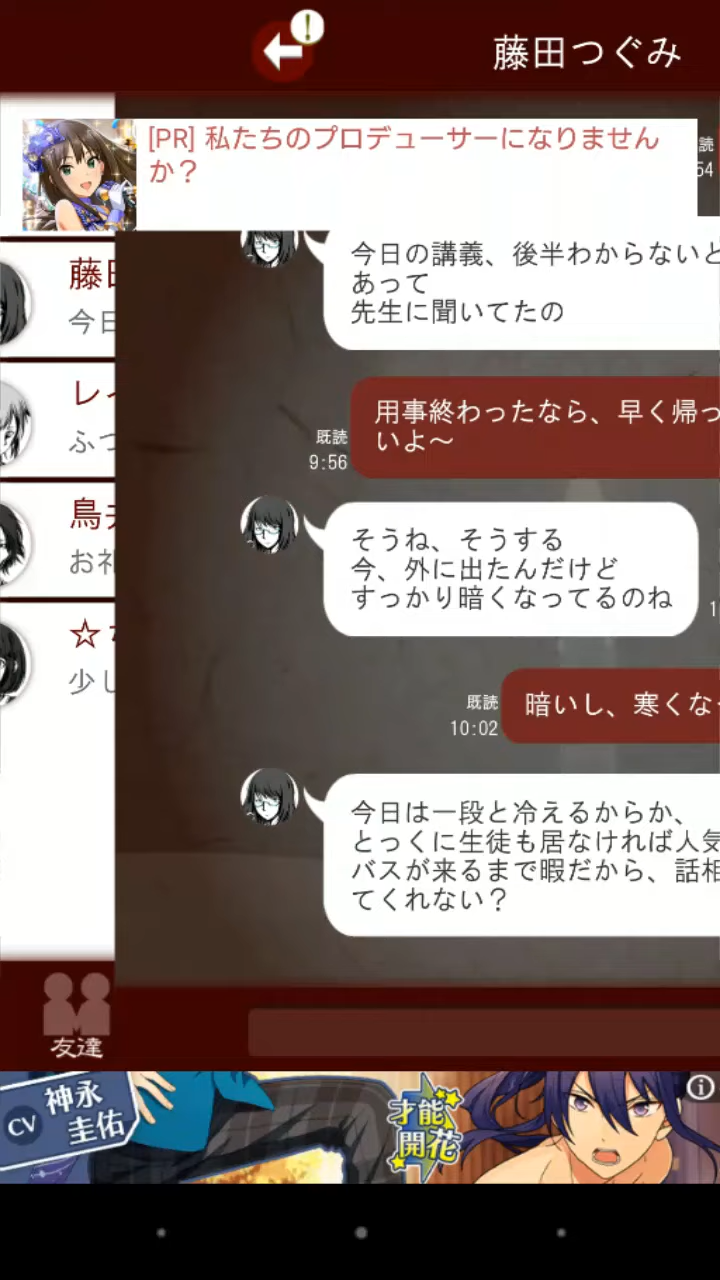 !
藤田つぐみ
[PR] 私たちのプロデューサーになりません
か？
読
54
今日の講義、後半わからないと
あって
先生に聞いてたの
用事終わったなら、早く帰っ
いよ～
既読
9:56
そうね、そうする
今、外に出たんだけど
すっかり暗くなってるのね
1
暗いし、寒くな
既読
10:02
今日は一段と冷えるからか、
とっくに生徒も居なければ人気
バスが来るまで暇だから、話相
てくれない？
藤田
今日
レイ
ふつ
鳥
お礼
☆
少し
友達
CV 神永
圭佑
才能
開花